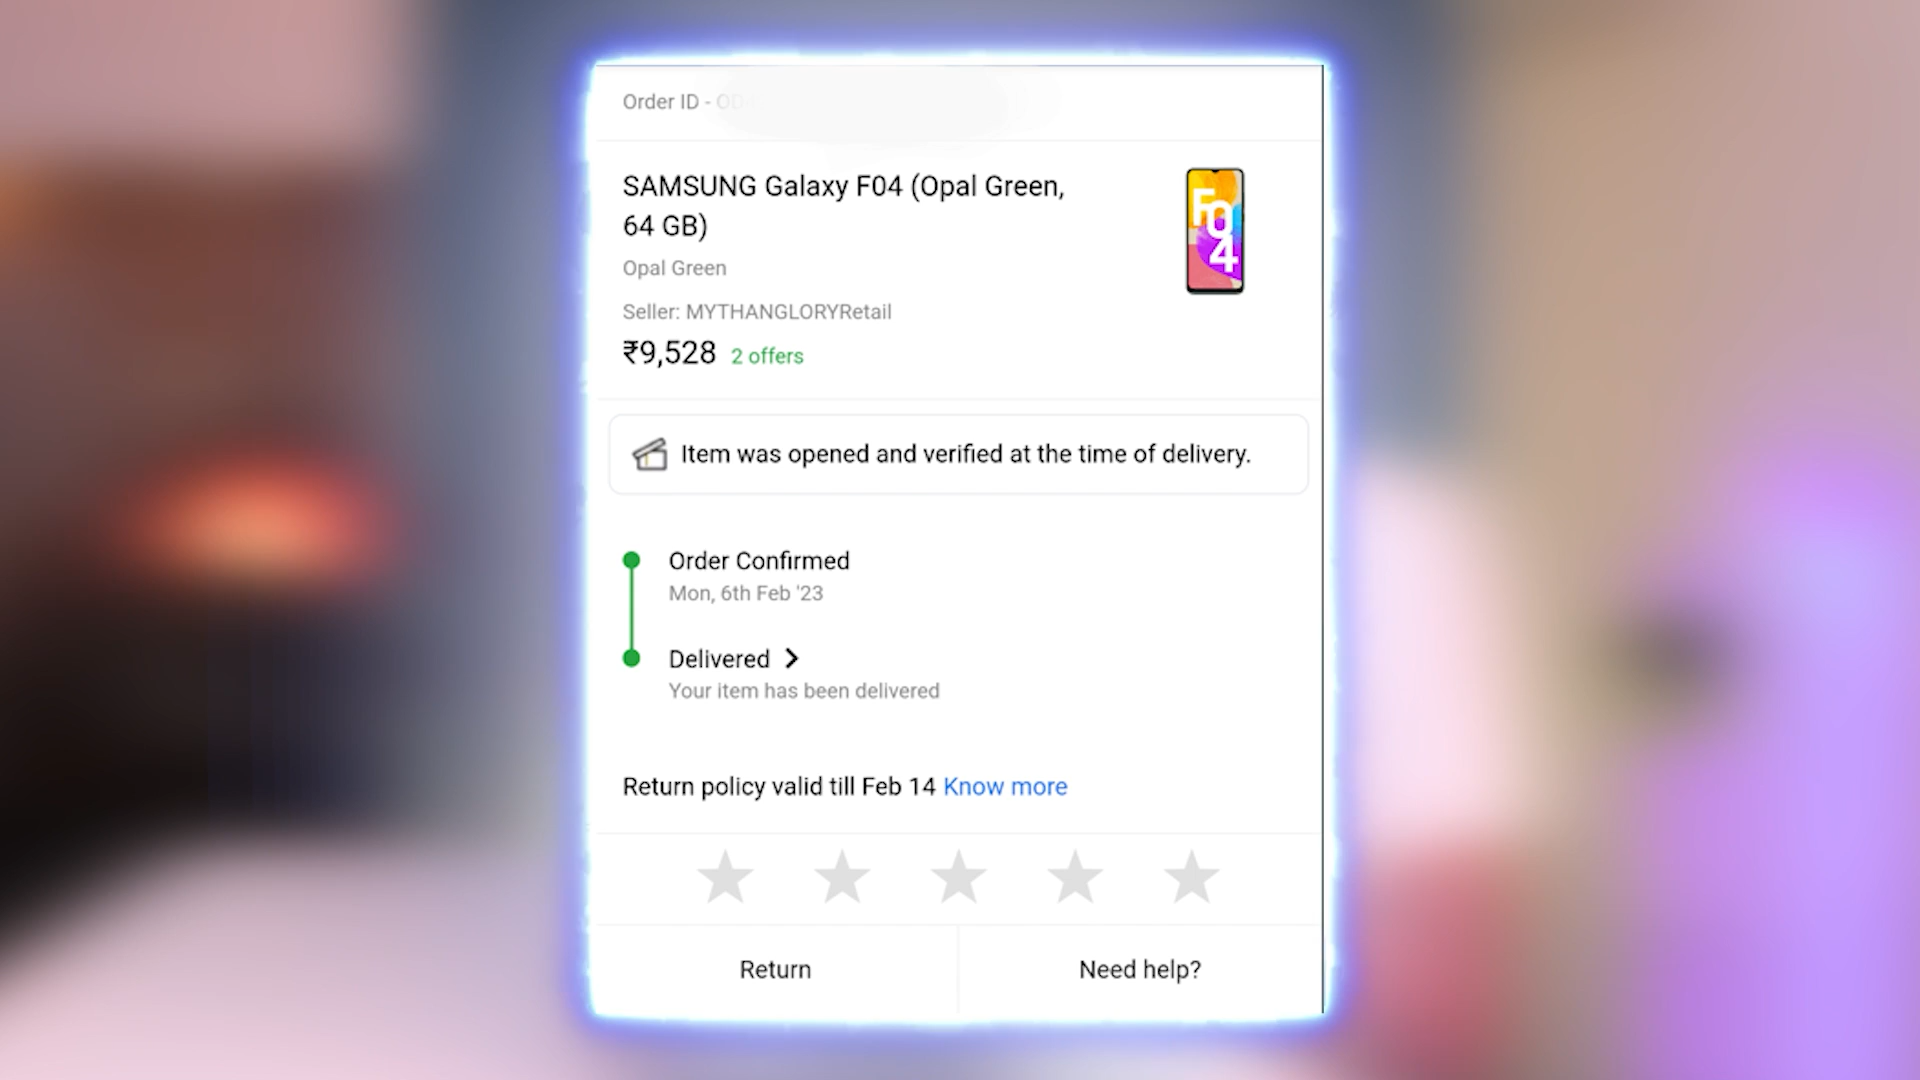 Order ID -
SAMSUNG Galaxy F04 (Opal Green,
64 GB)
F04
Opal Green
Seller: MYTHANGLORYRetail
₹9,528 2 offers
Item was opened and verified at the time of delivery.
Order Confirmed
Mon, 6th Feb '23
Delivered
Your item has been delivered
Return policy valid till Feb 14 Know more
Return
Need help?